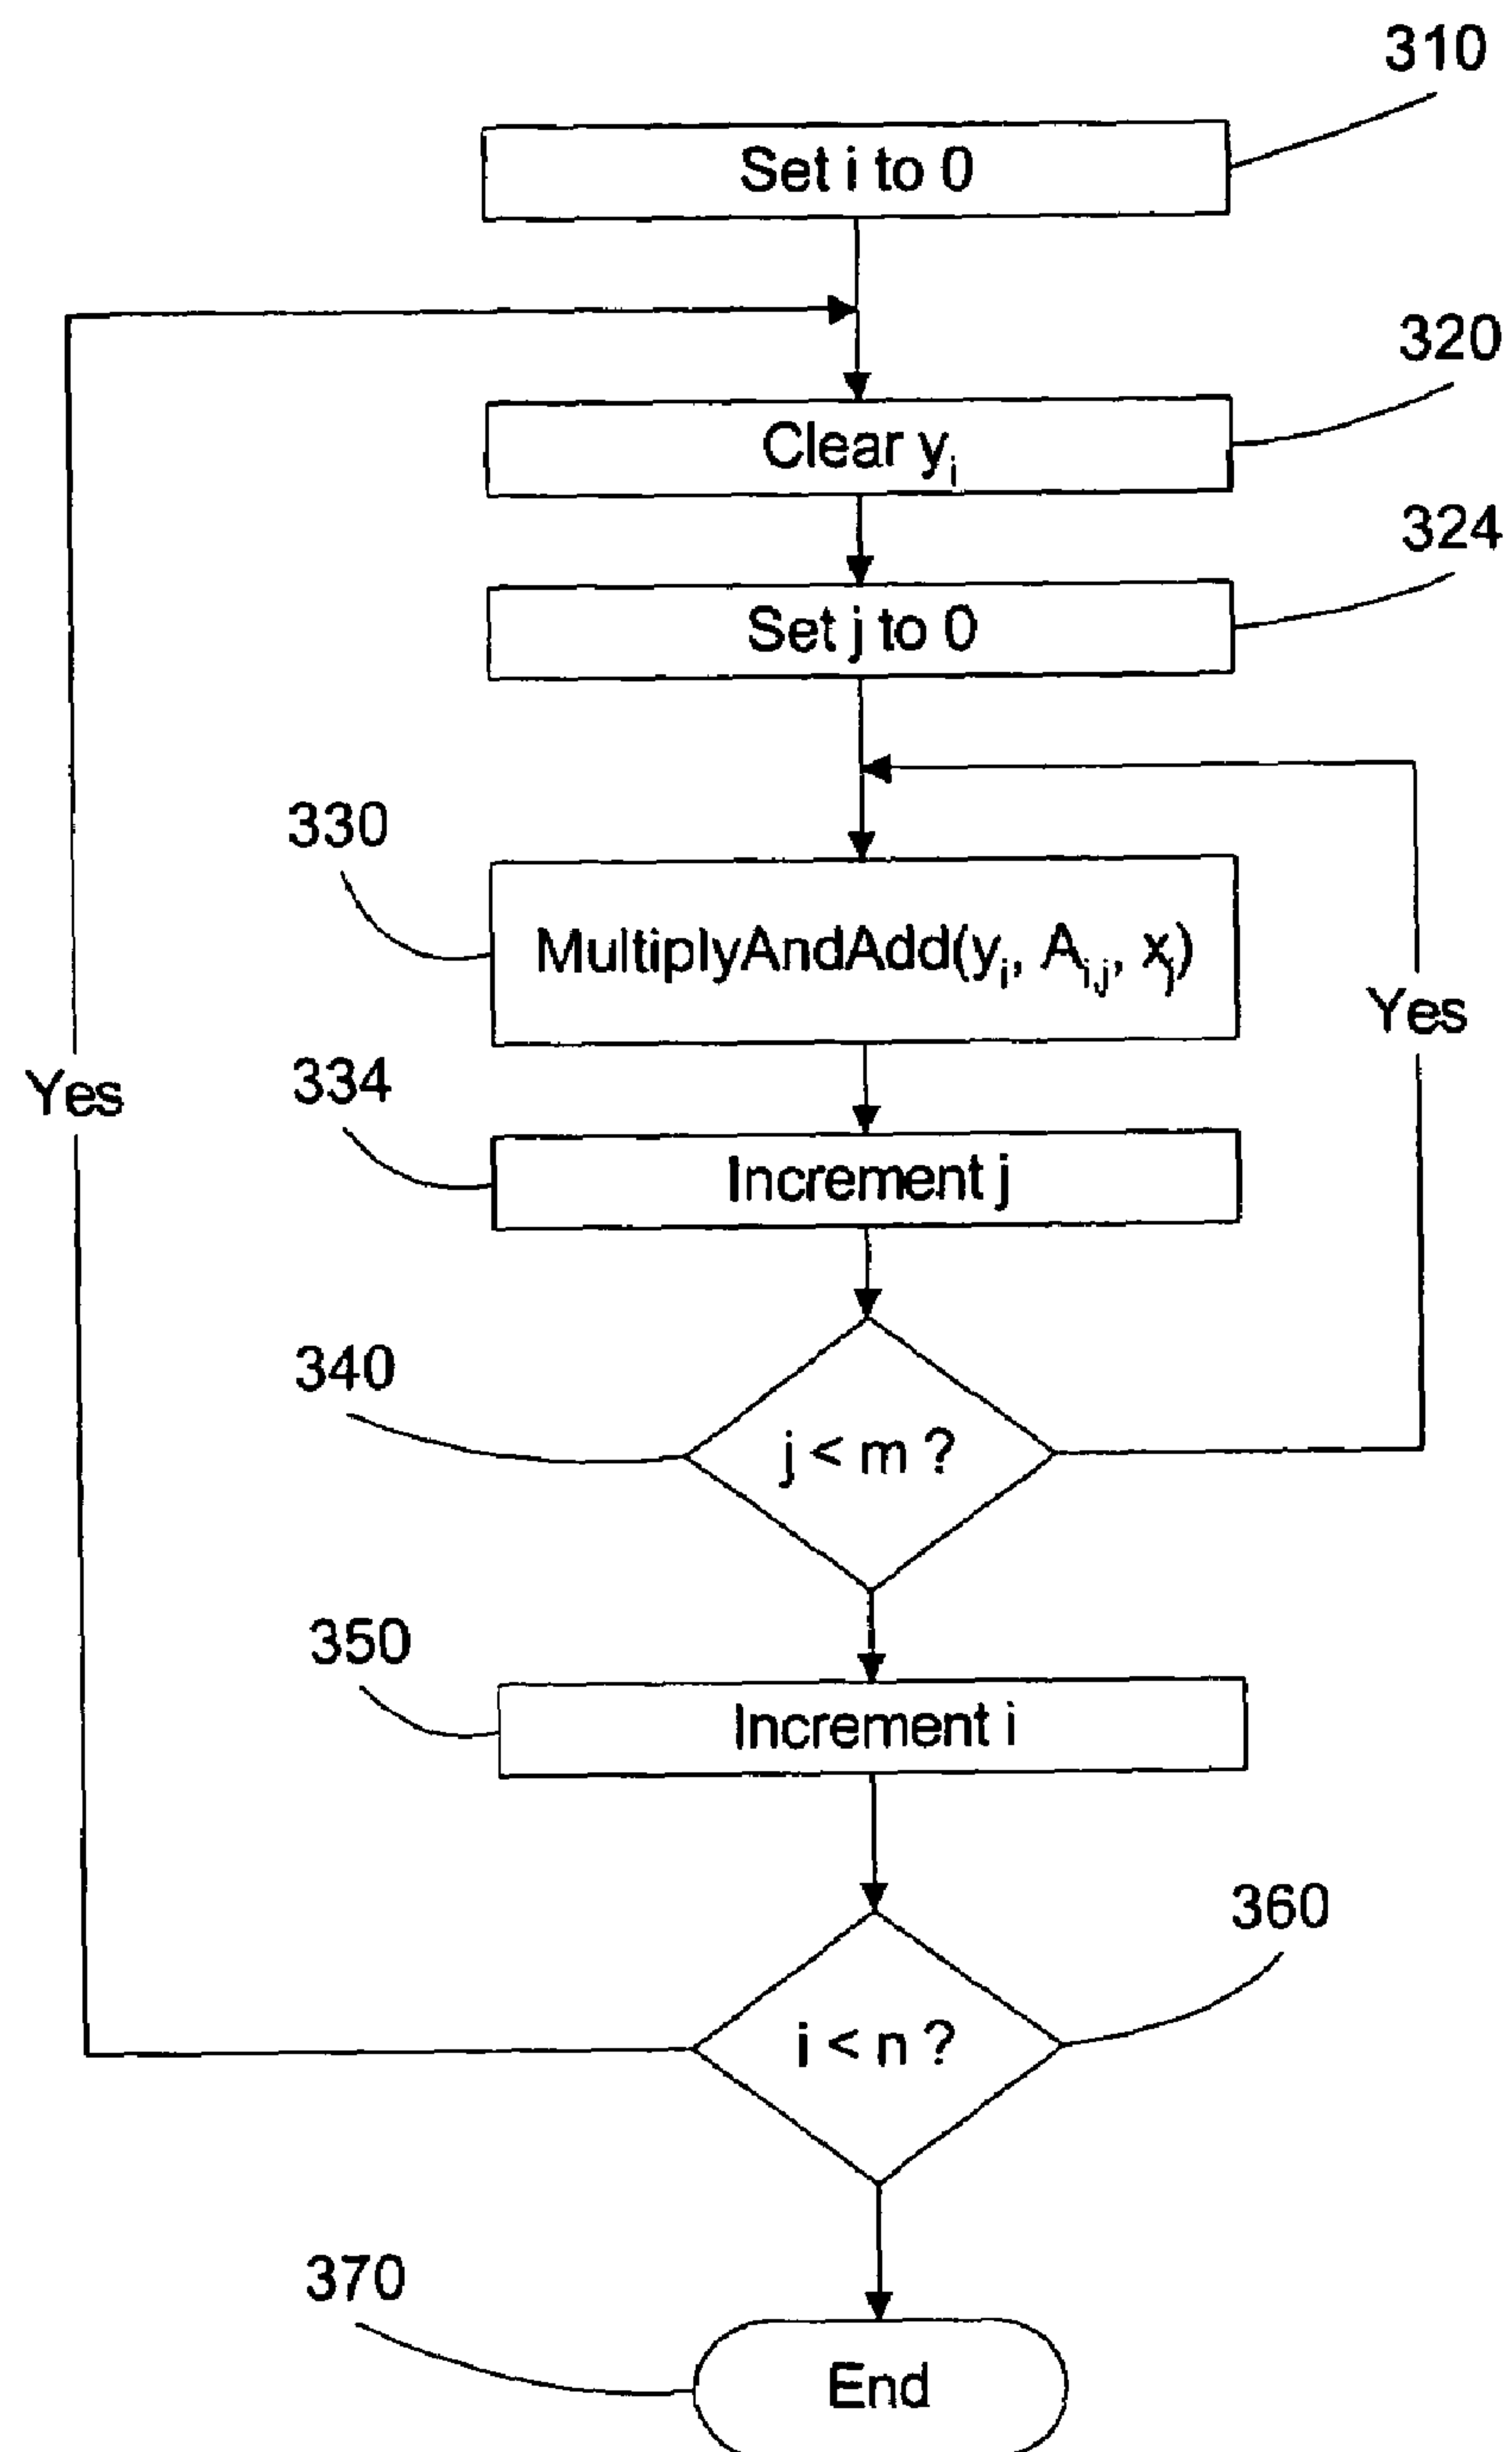 310
Set i to 0
320
Clear yi
324
Set j to 0
330
MultiplyAndAdd(yi, Ai,j, xj)
Yes
334
Yes
Increment j
340
j < m ?
350
Increment i
360
i < n ?
370
End